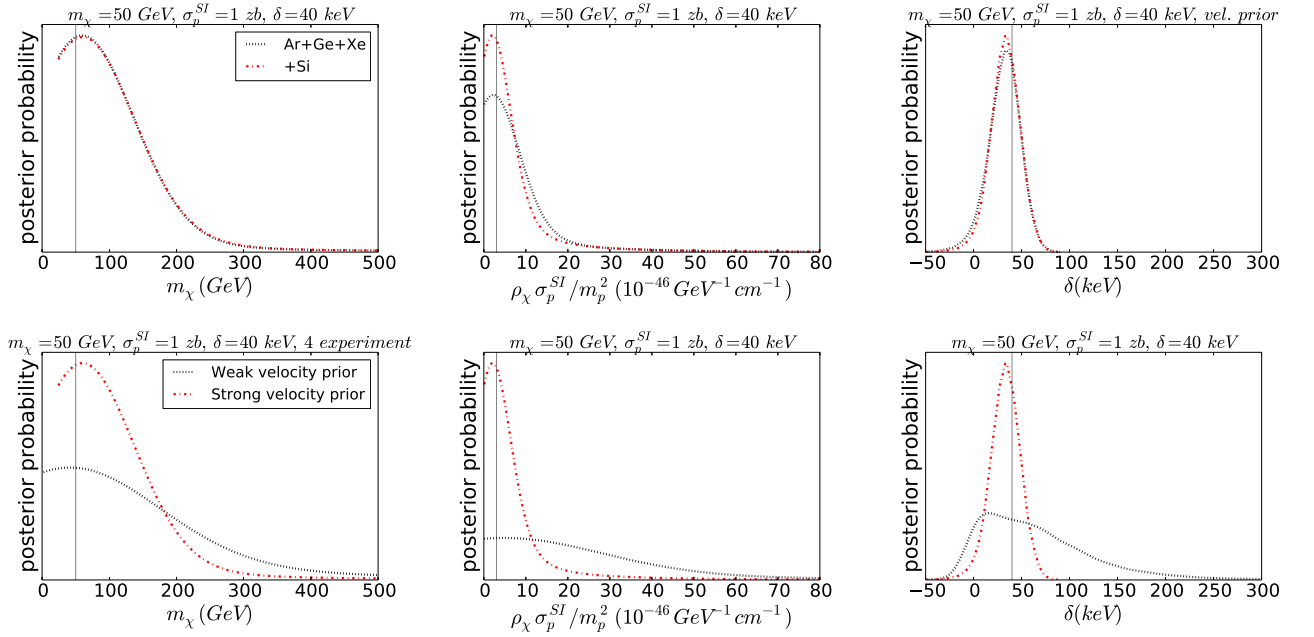 m_χ=50 GeV, σ_p^{SI}=1 zb, δ=40 keV
posterior probability
Ar+Ge+Xe
+Si
0 100 200 300 400 500
m_χ (GeV)
m_χ=50 GeV, σ_p^{SI}=1 zb, δ=40 keV
posterior probability
0 10 20 30 40 50 60 70 80
ρ_χ σ_p^{SI}/m_p^2 (10^{-46} GeV^{-1} cm^{-1})
m_χ=50 GeV, σ_p^{SI}=1 zb, δ=40 keV, vel. prior
posterior probability
−50 0 50 100 150 200 250 300
δ(keV)
m_χ=50 GeV, σ_p^{SI}=1 zb, δ=40 keV, 4 experiment
posterior probability
Weak velocity prior
Strong velocity prior
0 100 200 300 400 500
m_χ (GeV)
m_χ=50 GeV, σ_p^{SI}=1 zb, δ=40 keV
posterior probability
0 10 20 30 40 50 60 70 80
ρ_χ σ_p^{SI}/m_p^2 (10^{-46} GeV^{-1} cm^{-1})
m_χ=50 GeV, σ_p^{SI}=1 zb, δ=40 keV
posterior probability
−50 0 50 100 150 200 250 300
δ(keV)